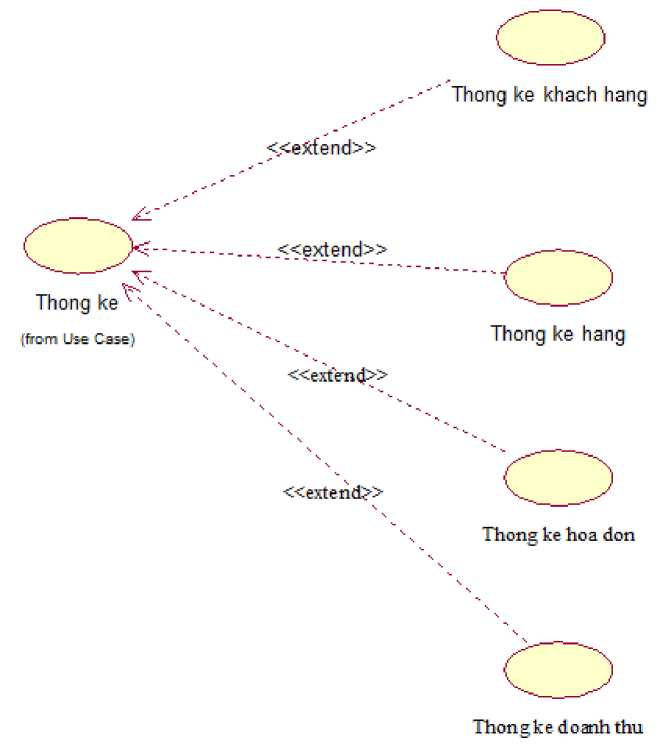 Thong ke khach hang
<<extend>>
<<extend>>
Thong ke
(from Use Case)
Thong ke hang
<<extend>>
<<extend>>
Thong ke hoa don
Thong ke doanh thu